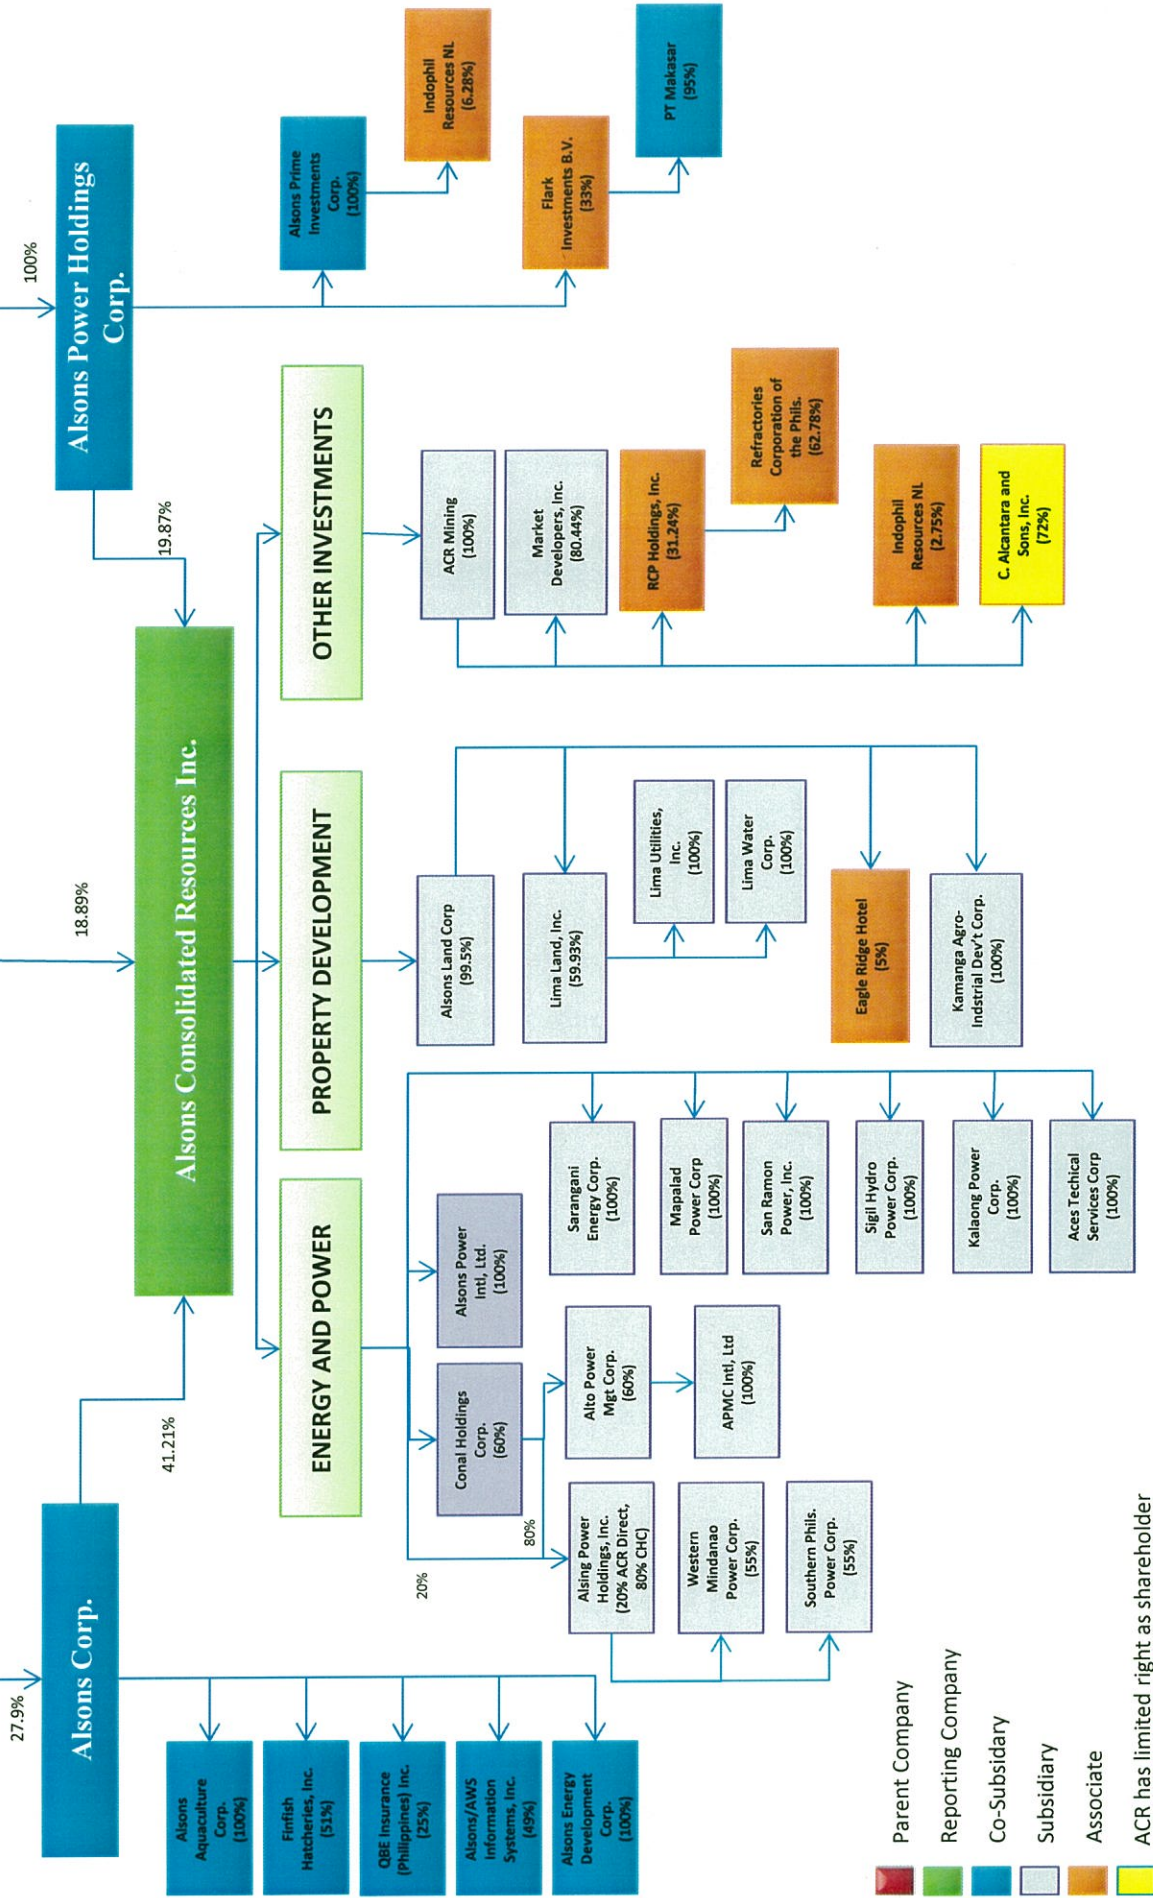 27.9%
18.89%
100%
Alsons Corp.
Alsons Power Holdings
Corp.
41.21%
19.87%
Alsons Consolidated Resources Inc.
Alsons
Aquaculture
Corp.
(100%)
Finfish
Hatcheries, Inc.
(51%)
QBE Insurance
(Philippines) Inc.
(25%)
Alsons/AWS
Information
Systems, Inc.
(49%)
Alsons Energy
Development
Corp.
(100%)
ENERGY AND POWER
PROPERTY DEVELOPMENT
OTHER INVESTMENTS
Alsons Prime
Investments
Corp.
(100%)
Indophil
Resources NL
(6.28%)
Flark
Investments B.V.
(33%)
PT Makasar
(95%)
Conal Holdings
Corp.
(60%)
Alsons Power
Intl, Ltd.
(100%)
20%
80%
Alsing Power
Holdings, Inc.
(20% ACR Direct,
80% CHC)
Western
Mindanao
Power Corp.
(55%)
Southern Phils.
Power Corp.
(55%)
Alto Power
Mgt Corp.
(60%)
APMC Intl, Ltd
(100%)
Sarangani
Energy Corp.
(100%)
Mapalad
Power Corp
(100%)
San Ramon
Power, Inc.
(100%)
Sigil Hydro
Power Corp.
(100%)
Kalaong Power
Corp.
(100%)
Aces Techical
Services Corp
(100%)
Alsons Land Corp
(99.5%)
Lima Land, Inc.
(59.93%)
Lima Utilities,
Inc.
(100%)
Lima Water
Corp.
(100%)
Eagle Ridge Hotel
(5%)
Kamanga Agro-
Indstrial Dev't Corp.
(100%)
ACR Mining
(100%)
Market
Developers, Inc.
(80.44%)
RCP Holdings, Inc.
(31.24%)
Refractories
Corporation of
the Phils.
(62.78%)
Indophil
Resources NL
(2.75%)
C. Alcantara and
Sons, Inc.
(72%)
Parent Company
Reporting Company
Co-Subsidary
Subsidiary
Associate
ACR has limited right as shareholder